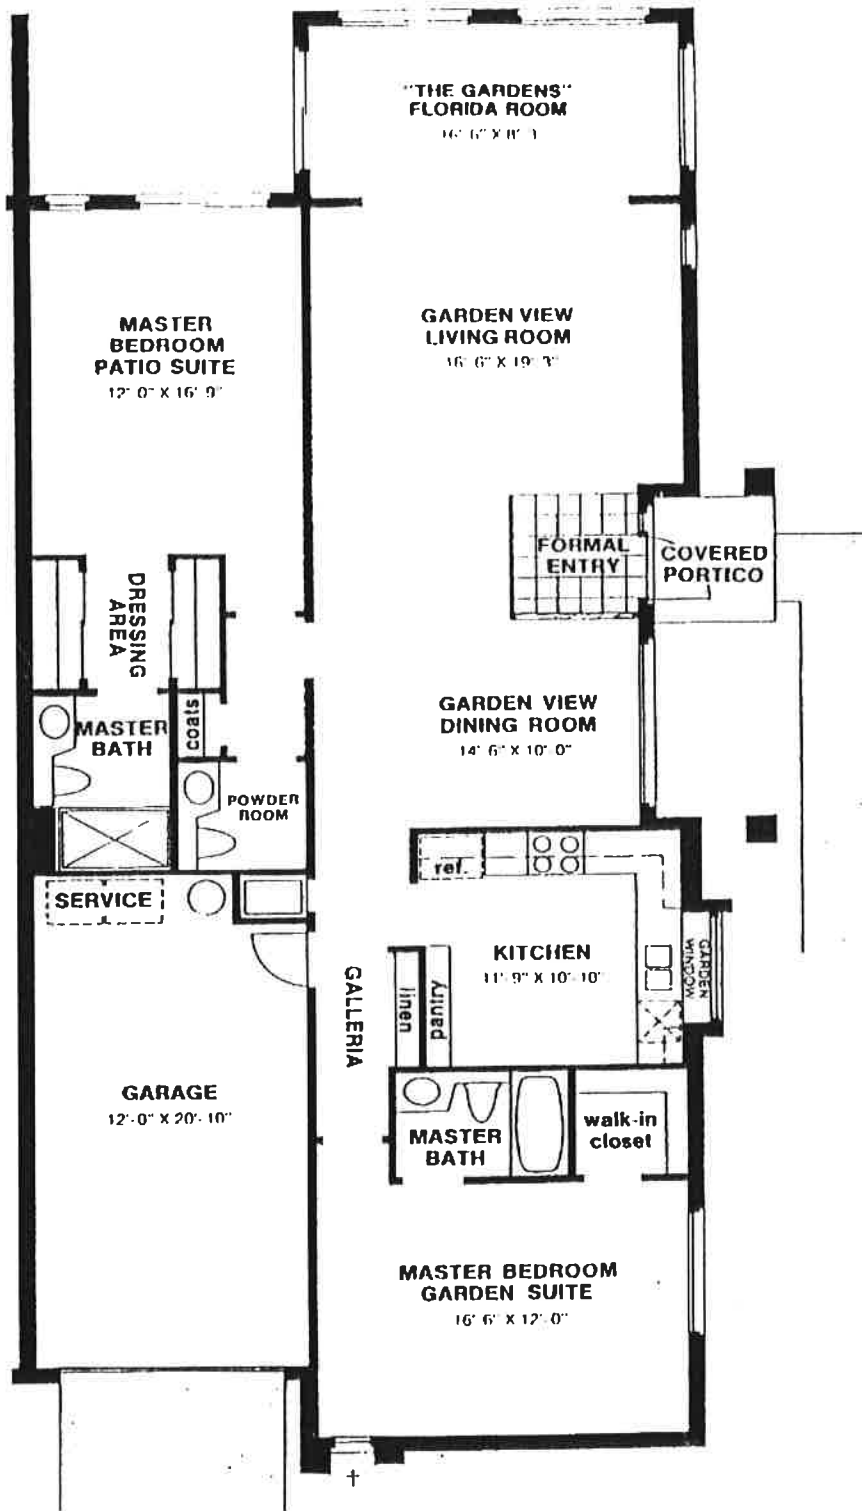 "THE GARDENS"
FLORIDA ROOM
MASTER
BEDROOM
PATIO SUITE
12'-0" X 16'-9"
GARDEN VIEW
LIVING ROOM
16'-6" X 19'-3"
FORMAL
ENTRY
COVERED
PORTICO
DRESSING
AREA
coats
MASTER
BATH
POWDER
ROOM
GARDEN VIEW
DINING ROOM
14'-6" X 10'-0"
ref.
SERVICE
KITCHEN
11'-9" X 10'-10"
GARDEN
WINDOW
GALLERIA
linen
pantry
GARAGE
12'-0" X 20'-10"
MASTER
BATH
walk-in
closet
MASTER BEDROOM
GARDEN SUITE
16'-6" X 12'-0"
†